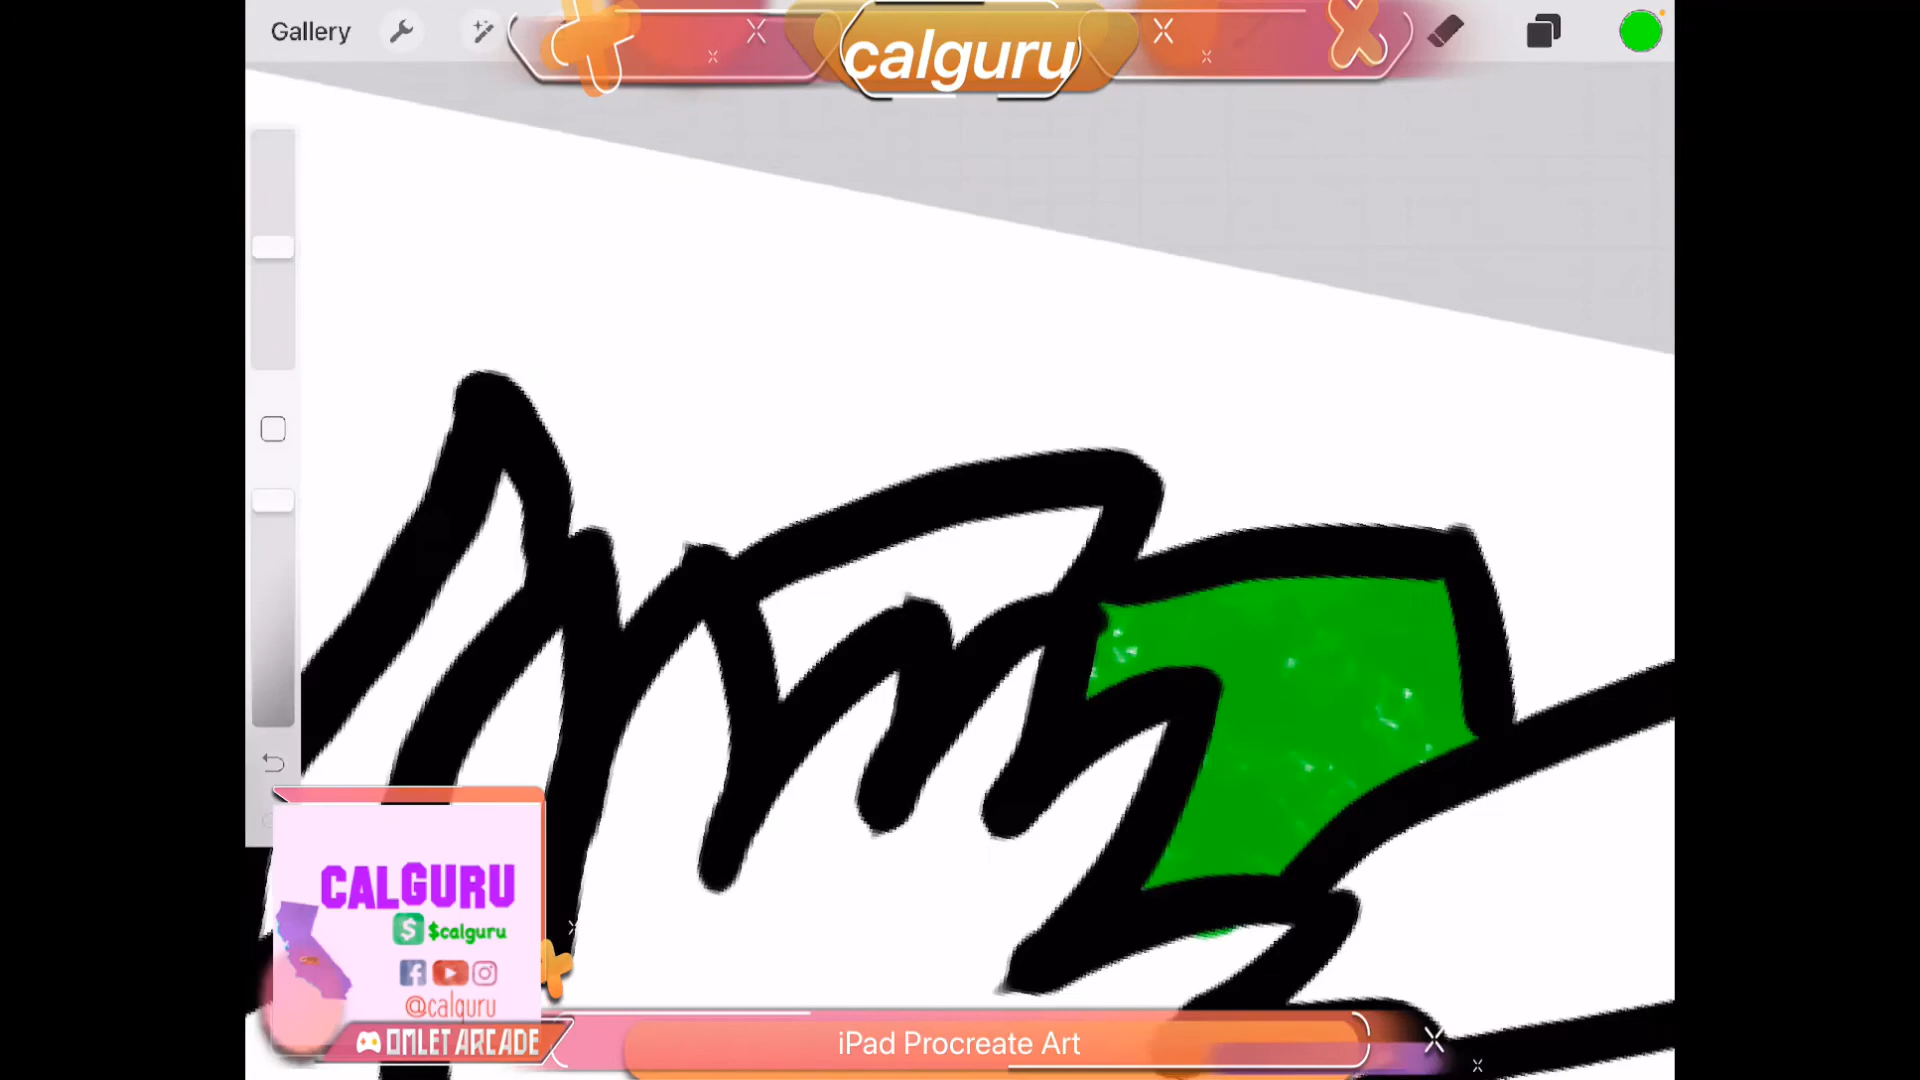 Gallery
calguru
CALGURU
$ $calguru
@calguru
OMLET ARCADE
iPad Procreate Art